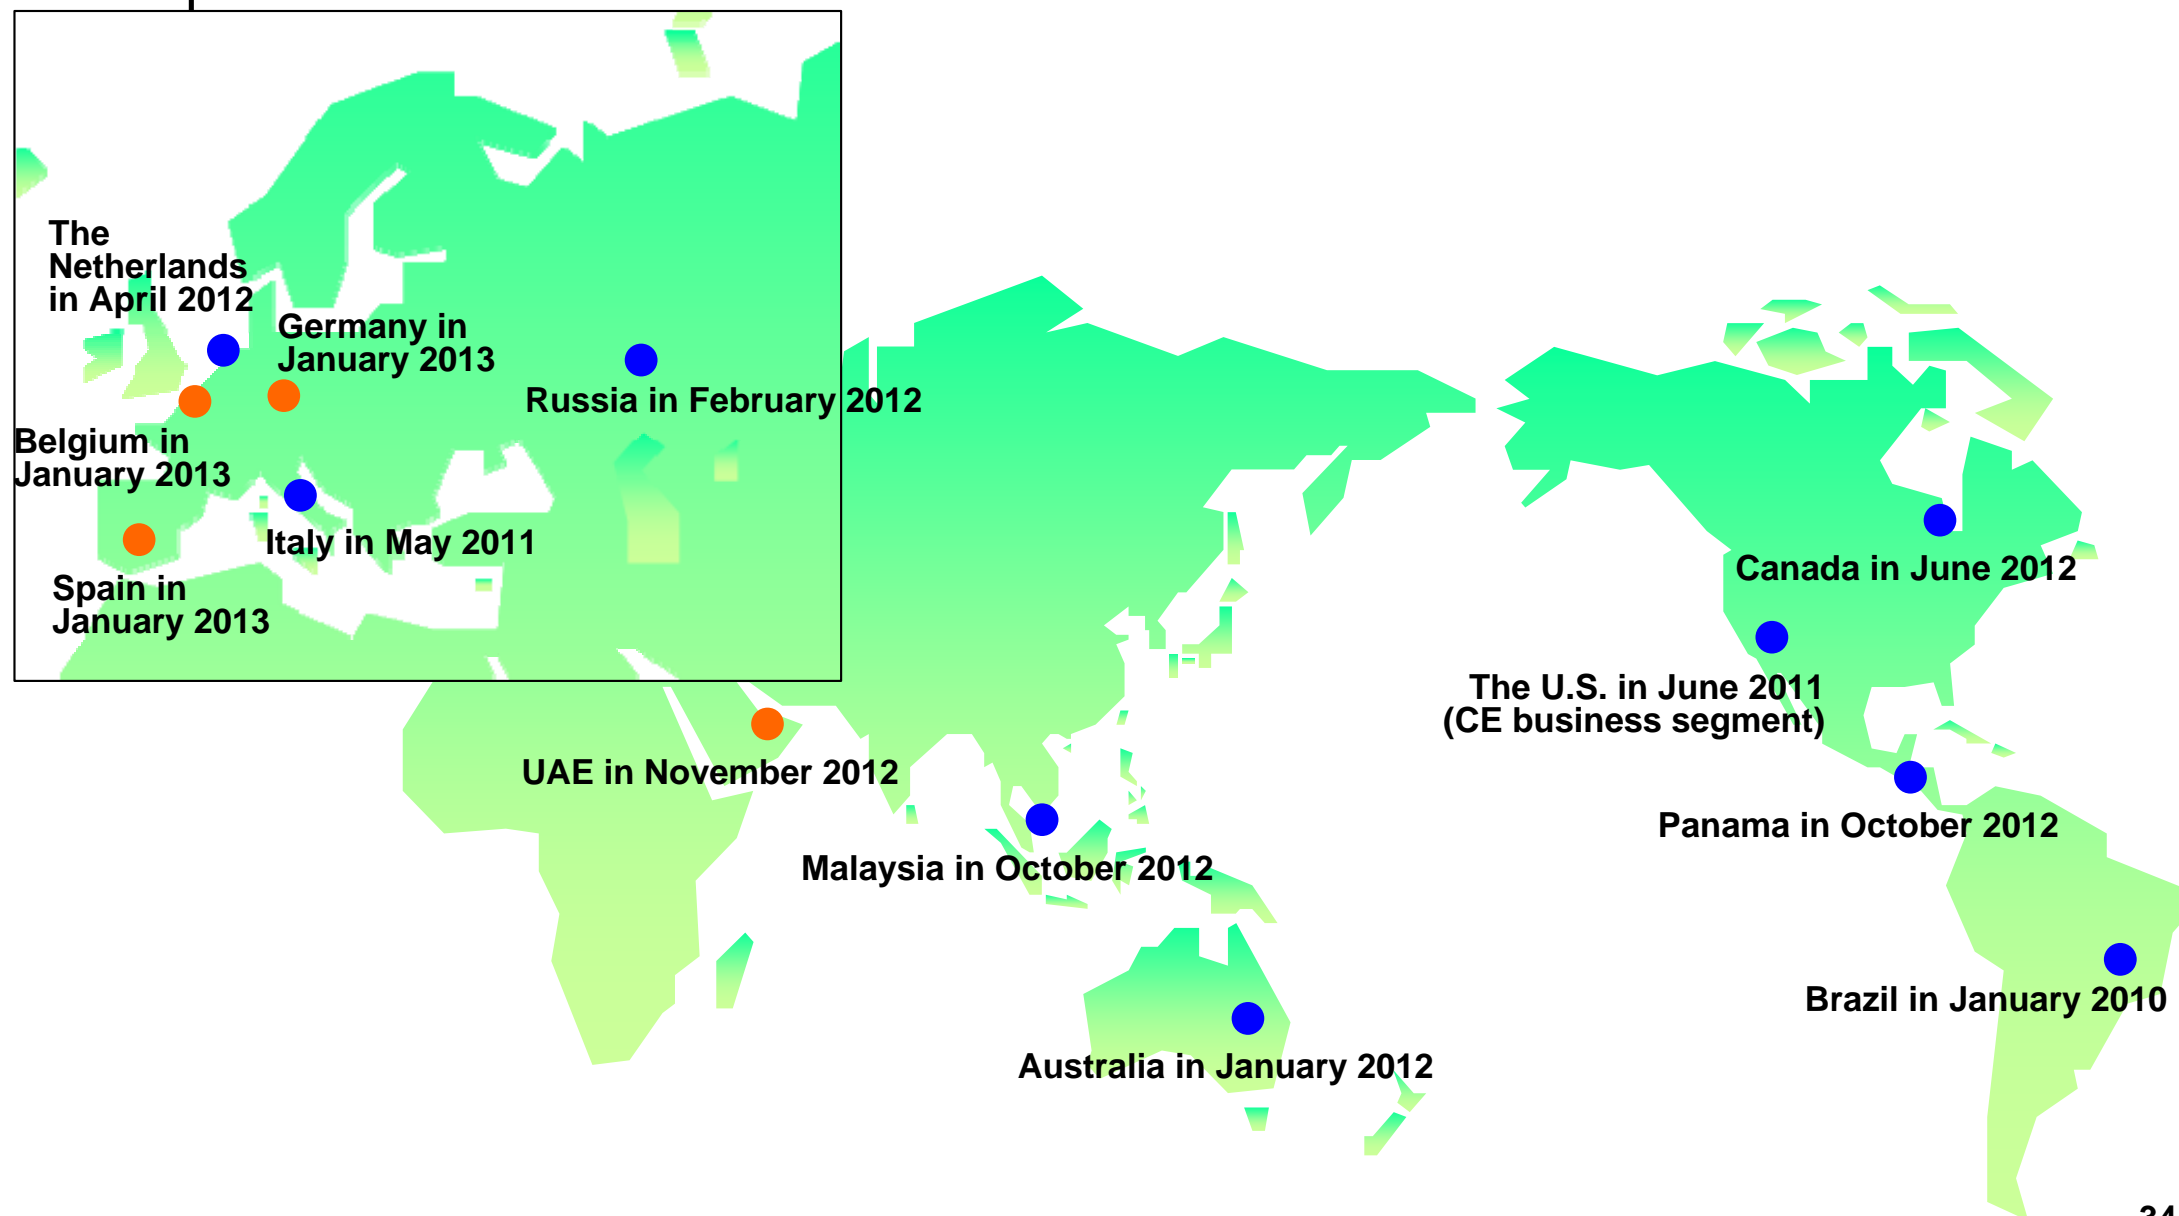 The
Netherlands
in April 2012
Germany in
January 2013
Russia in February 2012
Belgium in
January 2013
Italy in May 2011
Spain in
January 2013
Canada in June 2012
The U.S. in June 2011
(CE business segment)
UAE in November 2012
Panama in October 2012
Malaysia in October 2012
Brazil in January 2010
Australia in January 2012
34